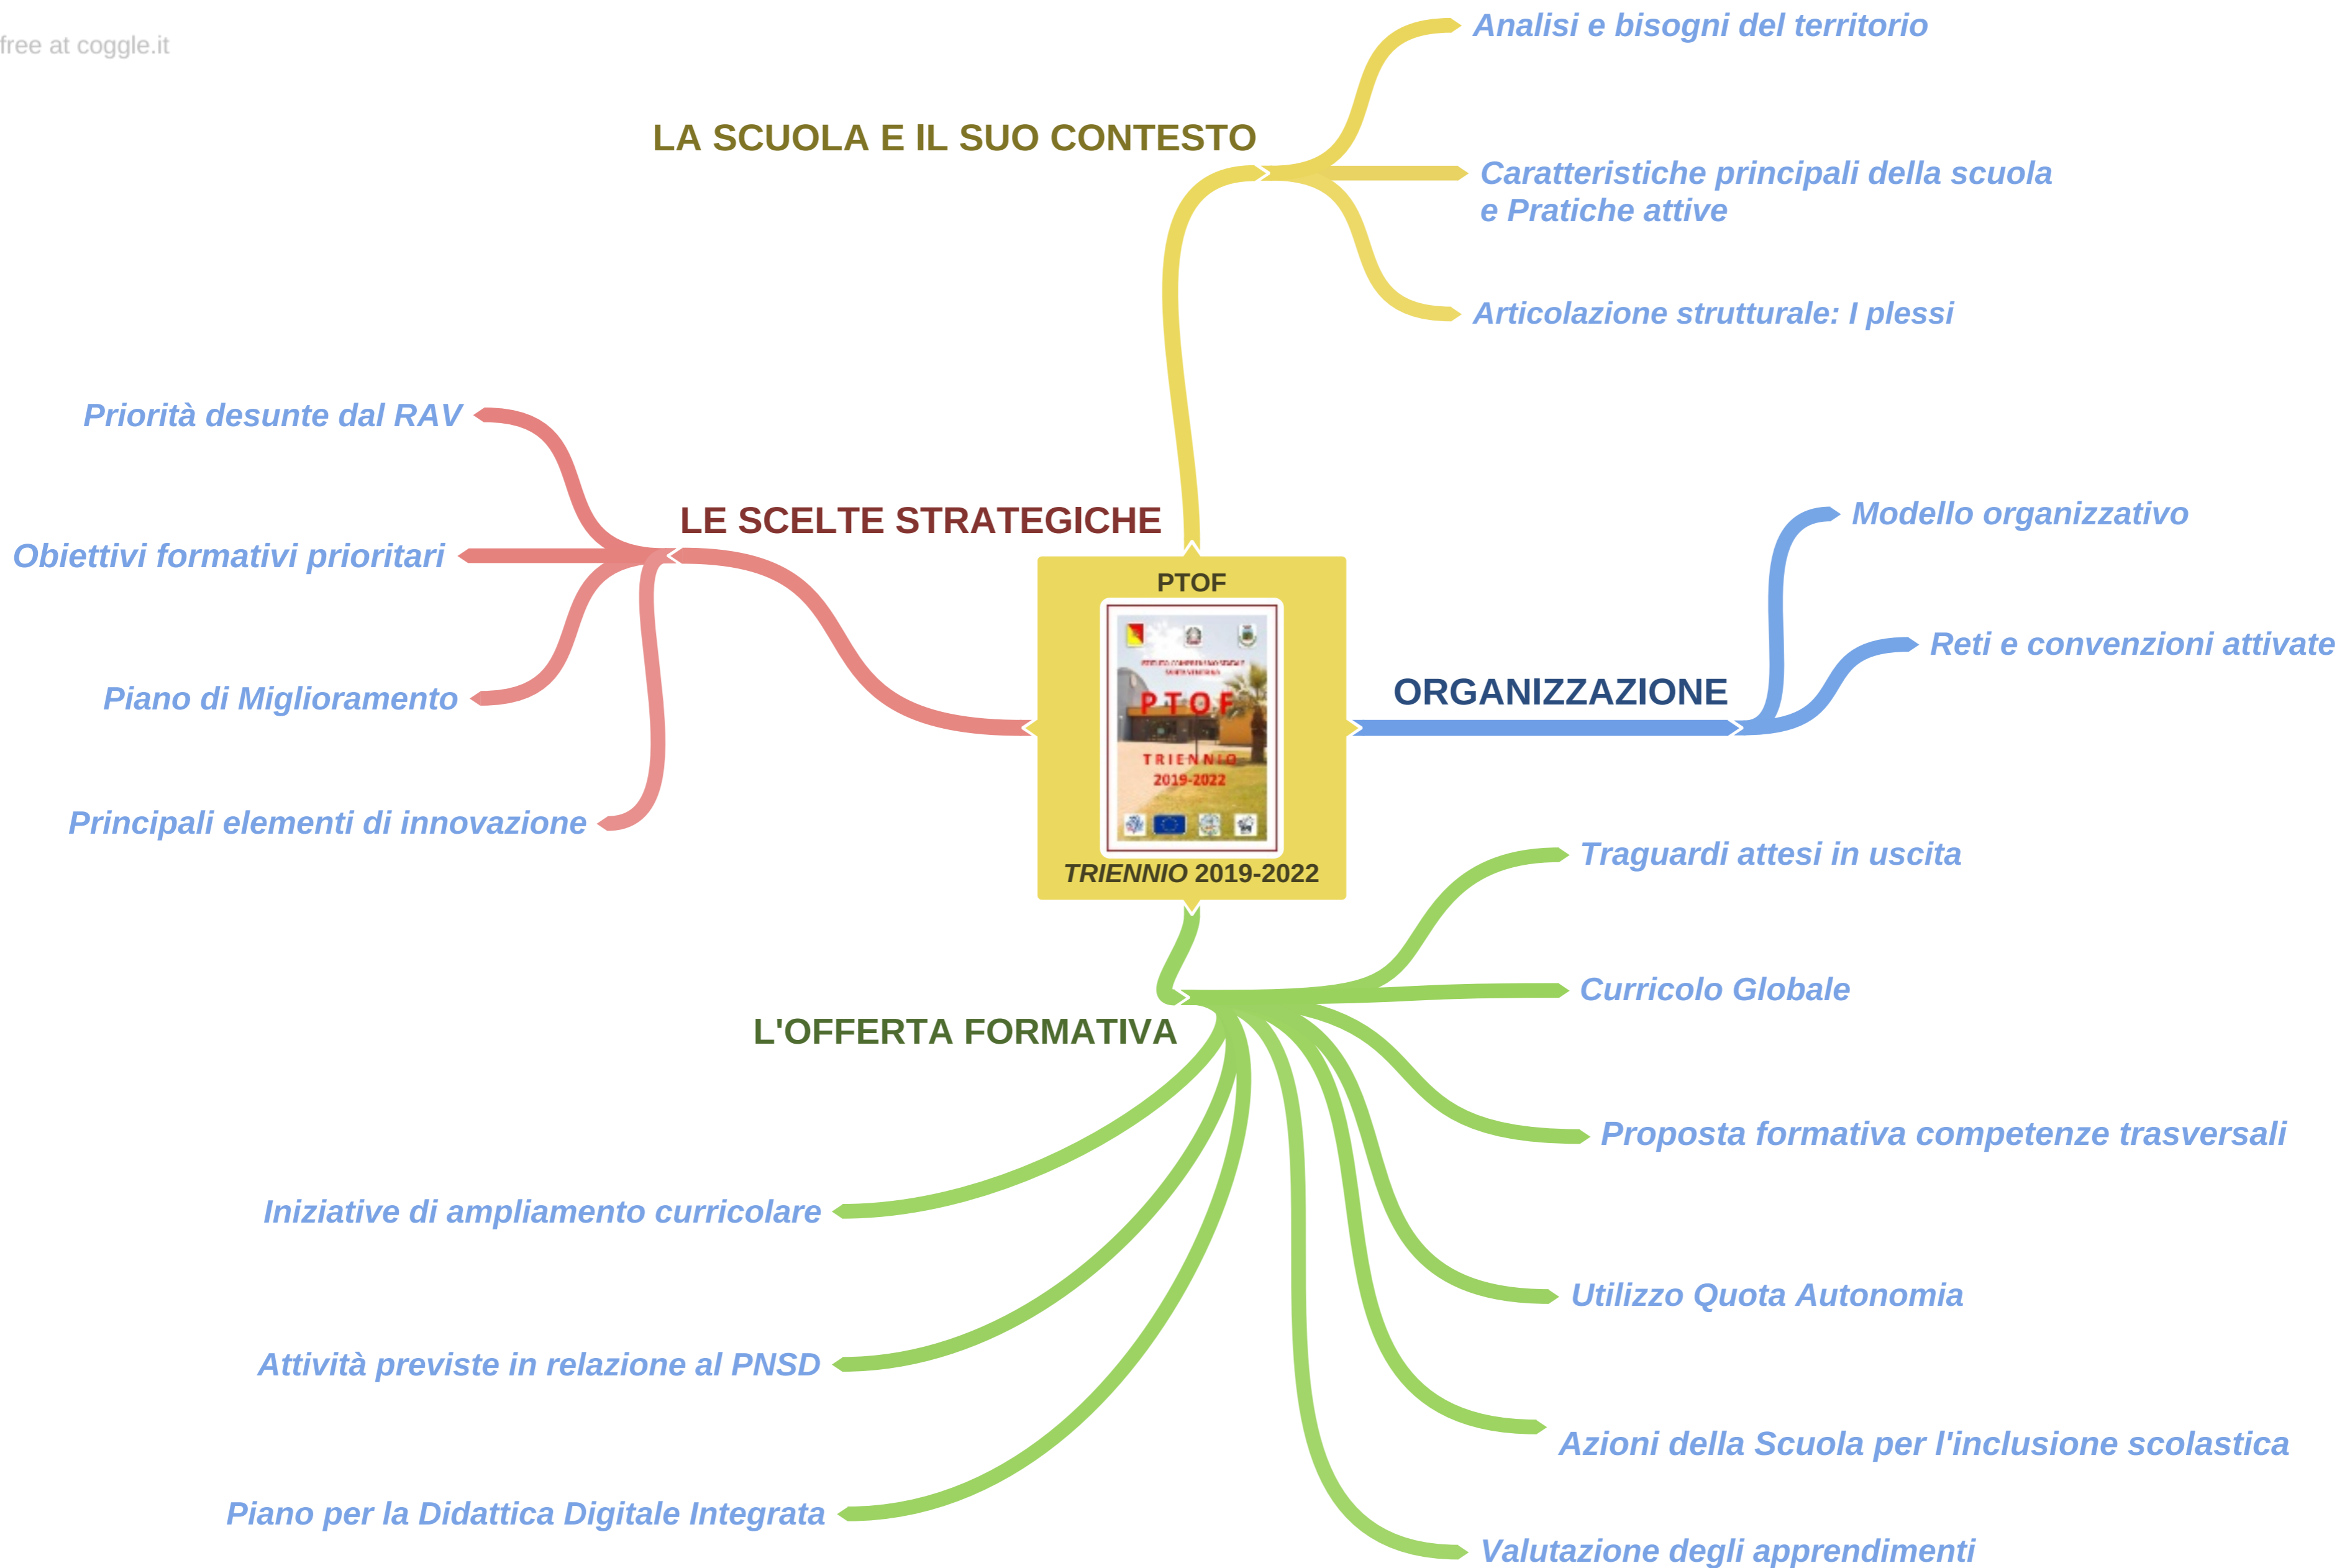 free at coggle.it
Analisi e bisogni del territorio
LA SCUOLA E IL SUO CONTESTO
Caratteristiche principali della scuola
e Pratiche attive
Articolazione strutturale: I plessi
Priorità desunte dal RAV
LE SCELTE STRATEGICHE
Obiettivi formativi prioritari
Piano di Miglioramento
Principali elementi di innovazione
PTOF
ISTITUTO COMPRENSIVO STATALE
PTOF
TRIENNIO
2019-2022
TRIENNIO 2019-2022
Modello organizzativo
Reti e convenzioni attivate
ORGANIZZAZIONE
Traguardi attesi in uscita
Curricolo Globale
L'OFFERTA FORMATIVA
Proposta formativa competenze trasversali
Iniziative di ampliamento curricolare
Utilizzo Quota Autonomia
Attività previste in relazione al PNSD
Azioni della Scuola per l'inclusione scolastica
Piano per la Didattica Digitale Integrata
Valutazione degli apprendimenti